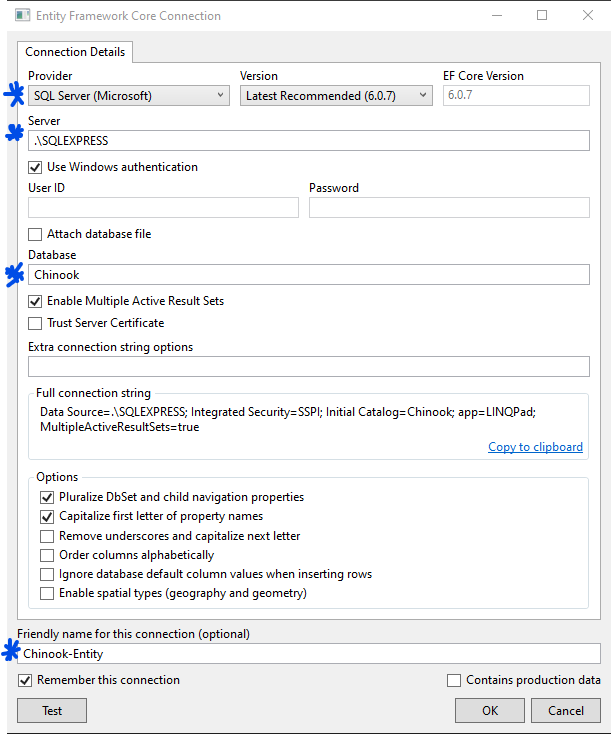 Entity Framework Core Connection
Connection Details
Provider Version EF Core Version
SQL Server (Microsoft) Latest Recommended (6.0.7) 6.0.7
Server
.\SQLEXPRESS
Use Windows authentication
User ID Password
Attach database file
Database
Chinook
Enable Multiple Active Result Sets
Trust Server Certificate
Extra connection string options
Full connection string
Data Source=.\SQLEXPRESS; Integrated Security=SSPI; Initial Catalog=Chinook; app=LINQPad;
MultipleActiveResultSets=true
Copy to clipboard
Options
Pluralize DbSet and child navigation properties
Capitalize first letter of property names
Remove underscores and capitalize next letter
Order columns alphabetically
Ignore database default column values when inserting rows
Enable spatial types (geography and geometry)
Friendly name for this connection (optional)
Chinook-Entity
Remember this connection Contains production data
Test OK Cancel